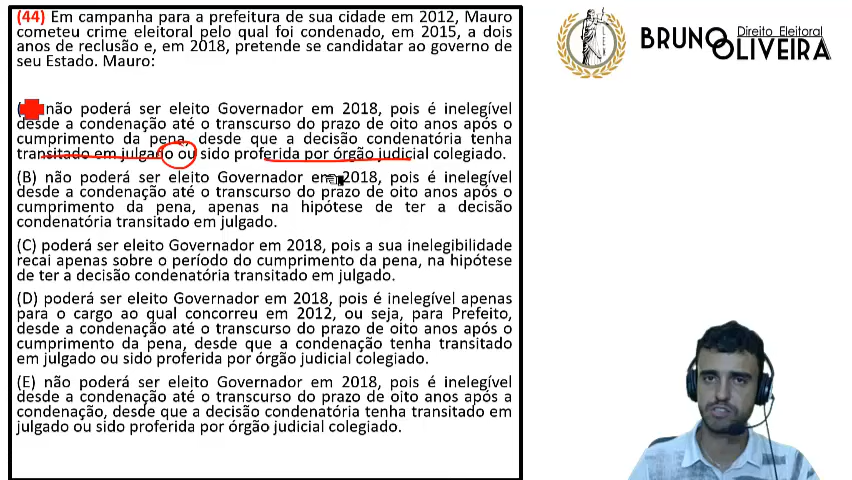 (44) Em campanha para a prefeitura de sua cidade em 2012, Mauro
cometeu crime eleitoral pelo qual foi condenado, em 2015, a dois
anos de reclusão e, em 2018, pretende se candidatar ao governo de
seu Estado. Mauro:
não poderá ser eleito Governador em 2018, pois é inelegível
desde a condenação até o transcurso do prazo de oito anos após o
cumprimento da pena, desde que a decisão condenatória tenha
transitado em julgado ou sido proferida por órgão judicial colegiado.
(B) não poderá ser eleito Governador em 2018, pois é inelegível
desde a condenação até o transcurso do prazo de oito anos após o
cumprimento da pena, apenas na hipótese de ter a decisão
condenatória transitado em julgado.
(C) poderá ser eleito Governador em 2018, pois a sua inelegibilidade
recai apenas sobre o período do cumprimento da pena, na hipótese
de ter a decisão condenatória transitado em julgado.
(D) poderá ser eleito Governador em 2018, pois é inelegível apenas
para o cargo ao qual concorreu em 2012, ou seja, para Prefeito,
desde a condenação até o transcurso do prazo de oito anos após o
cumprimento da pena, desde que a condenação tenha transitado
em julgado ou sido proferida por órgão judicial colegiado.
(E) não poderá ser eleito Governador em 2018, pois é inelegível
desde a condenação até o transcurso do prazo de oito anos após a
condenação, desde que a decisão condenatória tenha transitado em
julgado ou sido proferida por órgão judicial colegiado.
Direito Eleitoral
BRUNO
OLIVEIRA